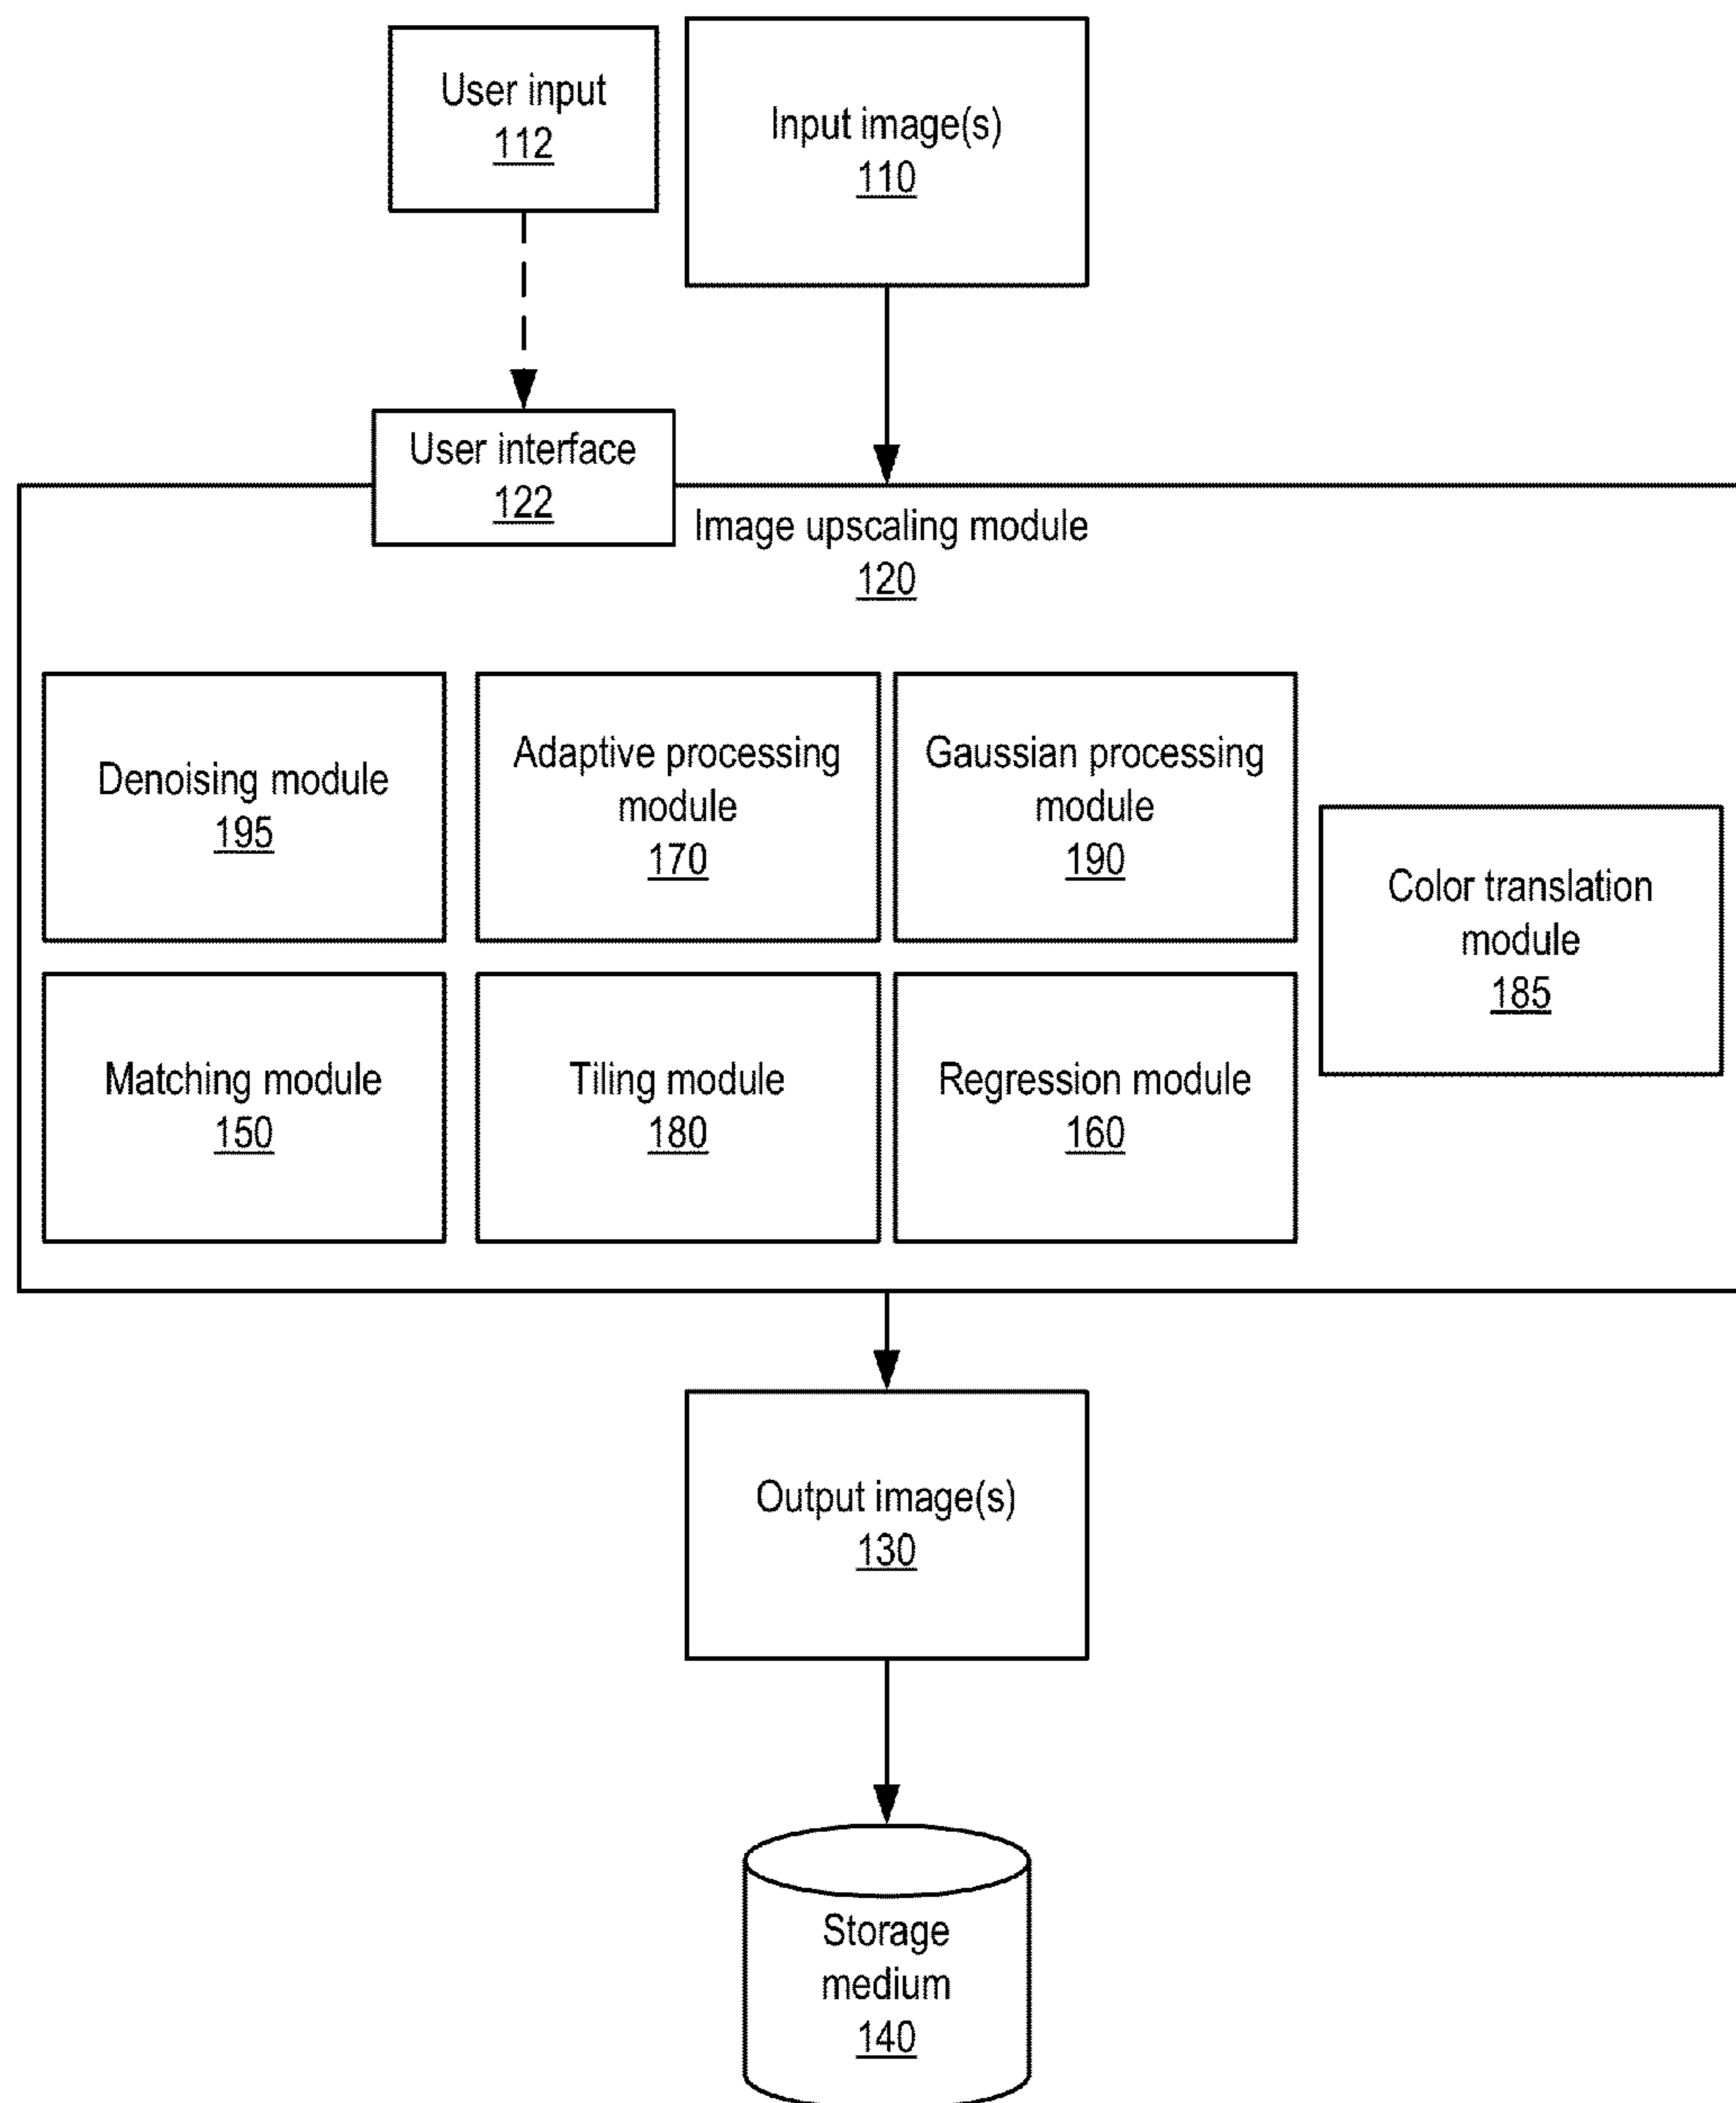 User input
112
Input image(s)
110
User interface
122
Image upscaling module
120
Denoising module
195
Adaptive processing
module
170
Gaussian processing
module
190
Color translation
module
185
Matching module
150
Tiling module
180
Regression module
160
Output image(s)
130
Storage
medium
140